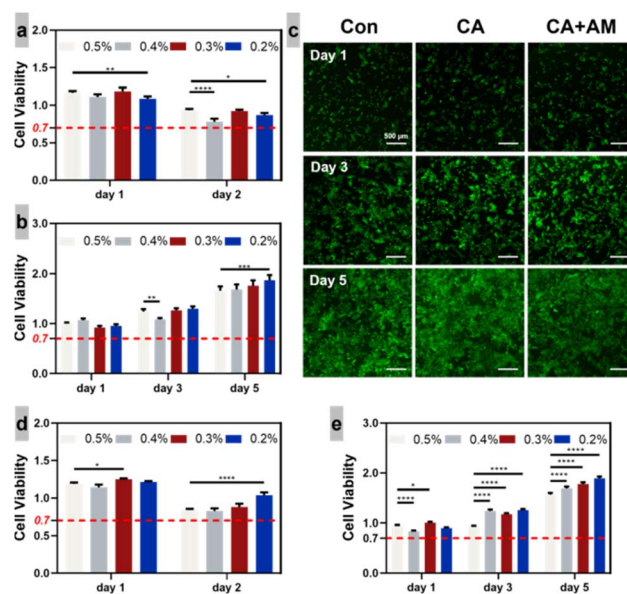 a
2.0
1.5
1.0
0.7
0.5
0.0
Cell Viability
0.5% 0.4% 0.3% 0.2%
**
****
*
day 1 day 2
b
3.0
2.0
1.0
0.7
0.0
Cell Viability
0.5% 0.4% 0.3% 0.2%
**
***
day 1 day 3 day 5
c
Con CA CA+AM
Day 1
500 μm
Day 3
Day 5
d
2.0
1.5
1.0
0.7
0.5
0.0
Cell Viability
0.5% 0.4% 0.3% 0.2%
*
****
day 1 day 2
e
3.0
2.0
1.0
0.7
0.0
Cell Viability
0.5% 0.4% 0.3% 0.2%
*
****
****
****
****
****
****
****
day 1 day 3 day 5